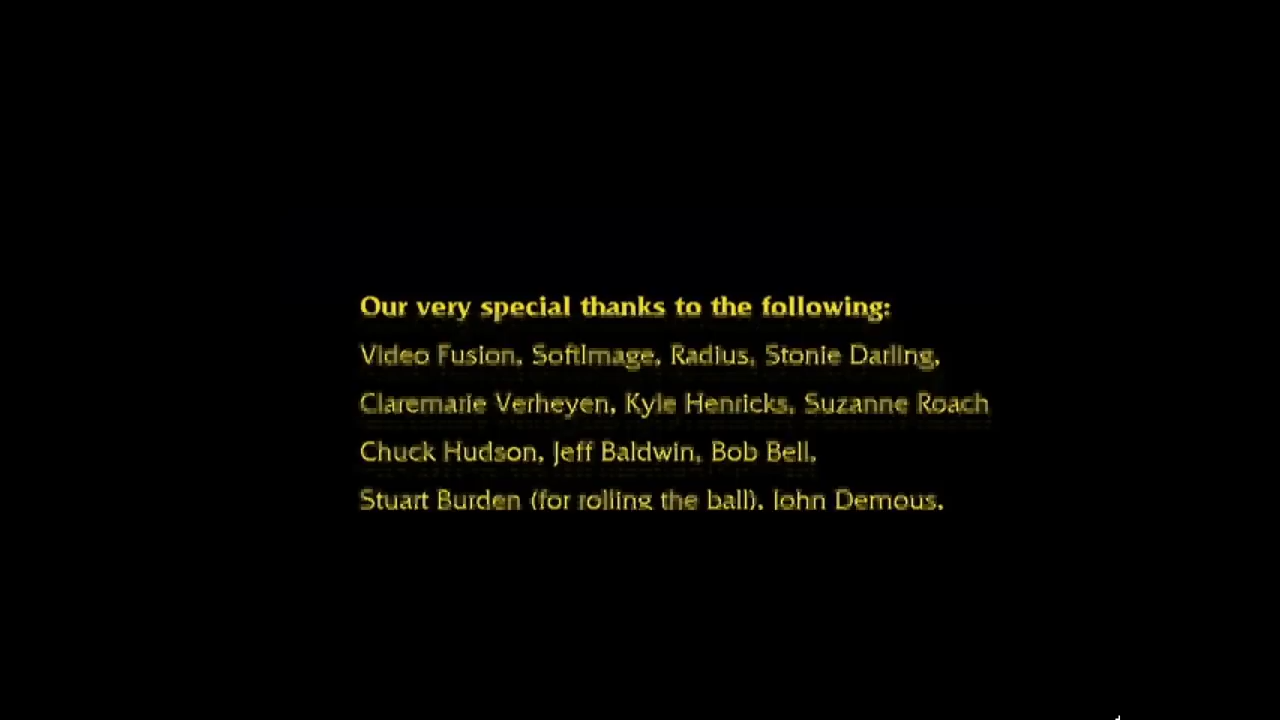 Our very special thanks to the following:
Video Fusion, SoftImage, Radius, Stonie Darling,
Claremarie Verheyen, Kyle Henricks, Suzanne Roach
Chuck Hudson, Jeff Baldwin, Bob Bell,
Stuart Burden (for rolling the ball), John Demous,